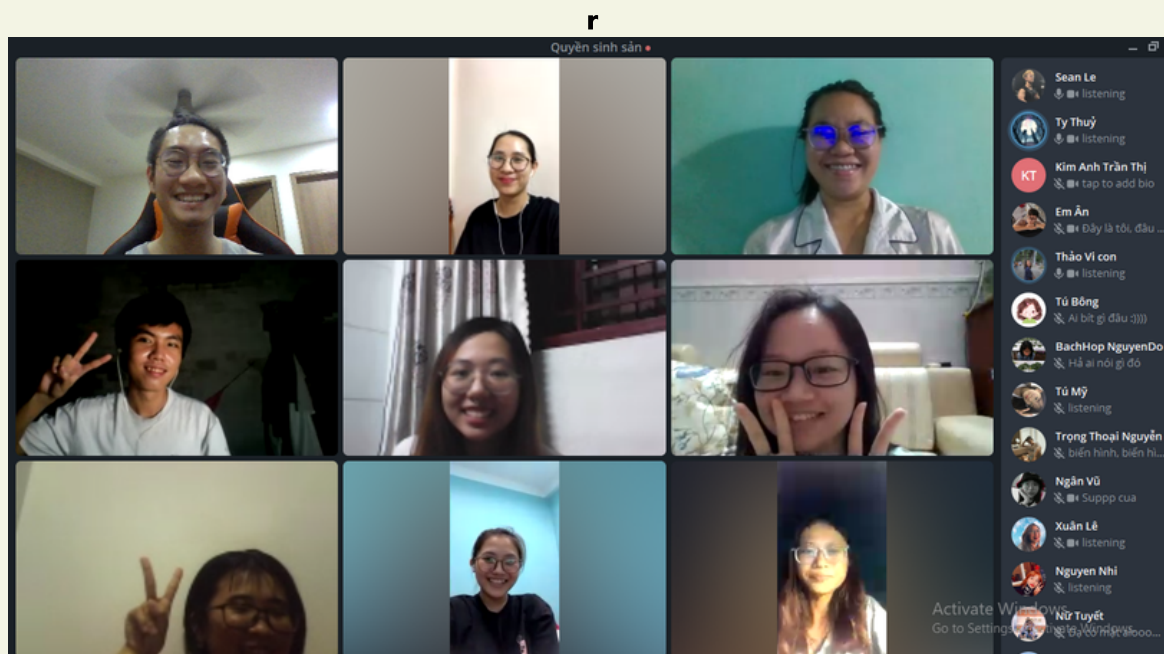 r
Quyền sinh sản
Sean Le
listening
Ty Thuỷ
listening
Kim Anh Trần Thị
KT
tap to add bio
Em Ân
Đây là tôi, đâu ...
Thảo Vi con
listening
Tú Bông
Ai bít gì đâu :))))
BachHop NguyenDo
Hả ai nói gì đó
Tú Mỹ
listening
Trọng Thoại Nguyễn
biến hình, biến hì...
Ngân Vũ
Suppp cua
Xuân Lê
listening
Nguyen Nhi
listening
Activate Windows
Nữ Tuyết
Go to Settings to activate Windows.